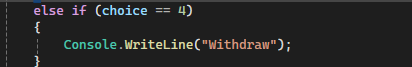 else if (choice == 4)
{
Console.WriteLine("Withdraw");
}